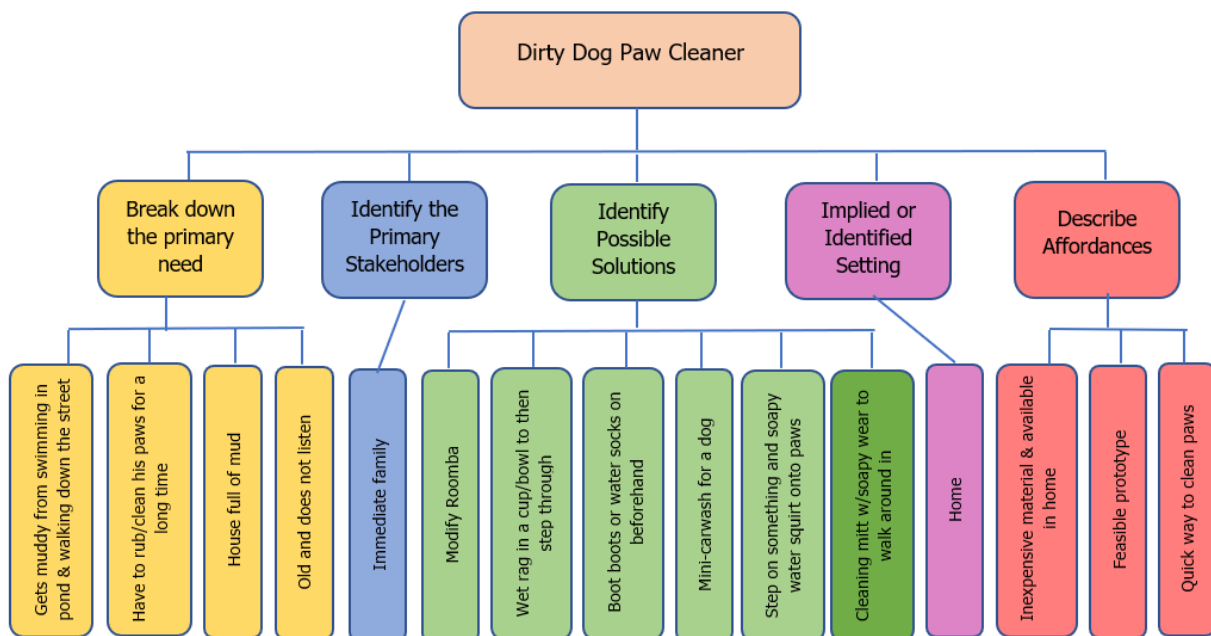 Dirty Dog Paw Cleaner
Break down
the primary
need
Identify the
Primary
Stakeholders
Identify
Possible
Solutions
Implied or
Identified
Setting
Describe
Affordances
Gets muddy from swimming in
pond & walking down the street
Have to rub/clean his paws for a
long time
House full of mud
Old and does not listen
Immediate family
Modify Roomba
Wet rag in a cup/bowl to then
step through
Boot boots or water socks on
beforehand
Mini-carwash for a dog
Step on something and soapy
water squirt onto paws
Cleaning mitt w/soapy wear to
walk around in
Home
Inexpensive material & available
in home
Feasible prototype
Quick way to clean paws